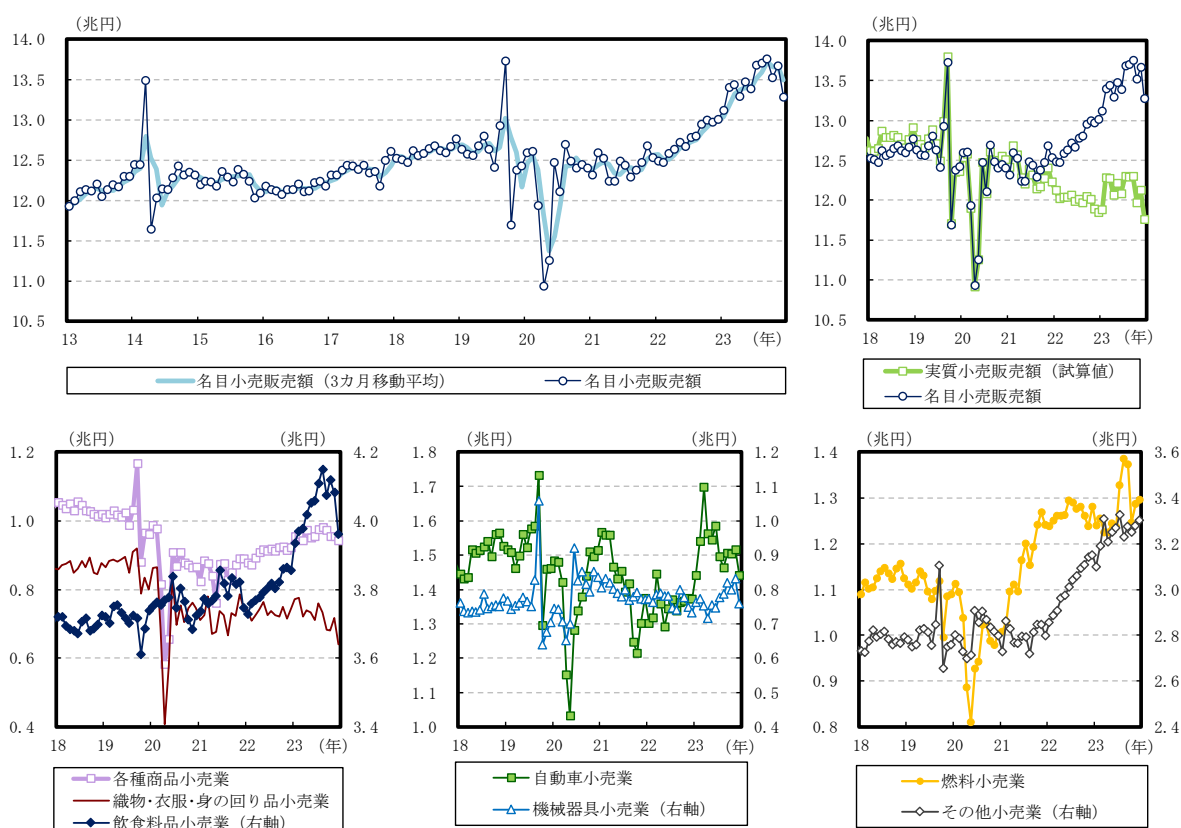 （兆円）
14.0
13.5
13.0
12.5
12.0
11.5
11.0
10.5
13 14 15 16 17 18 19 20 21 22 23 （年）
名目小売販売額（3カ月移動平均） 名目小売販売額
（兆円）
14.0
13.5
13.0
12.5
12.0
11.5
11.0
10.5
18 19 20 21 22 23 （年）
実質小売販売額（試算値）
名目小売販売額
（兆円） （兆円）
1.2 4.2
1.0 4.0
0.8 3.8
0.6 3.6
0.4 3.4
18 19 20 21 22 23 （年）
各種商品小売業
織物・衣服・身の回り品小売業
飲食料品小売業（右軸）
（兆円） （兆円）
1.8 1.2
1.7 1.1
1.6 1.0
1.5 0.9
1.4 0.8
1.3 0.7
1.2 0.6
1.1 0.5
1.0 0.4
18 19 20 21 22 23 （年）
自動車小売業
機械器具小売業（右軸）
（兆円） （兆円）
1.4 3.6
1.3 3.4
1.2 3.2
1.1 3.0
1.0 2.8
0.9 2.6
0.8 2.4
18 19 20 21 22 23 （年）
燃料小売業
その他小売業（右軸）